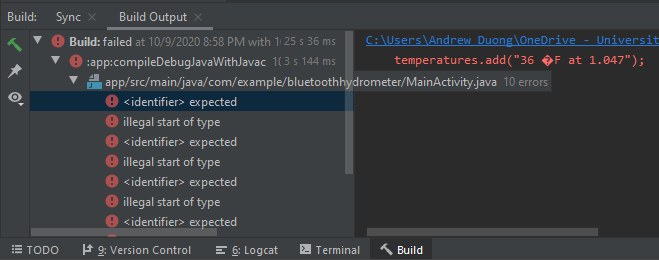 Build: Sync × Build Output ×
Build: failed at 10/9/2020 8:58 PM with 1 25 s 36 ms
:app:compileDebugJavaWithJavac 3 s 144 ms
app/src/main/java/com/example/bluetoothhydrometer/MainActivity.java 10 errors
<identifier> expected
illegal start of type
<identifier> expected
illegal start of type
<identifier> expected
illegal start of type
<identifier> expected
C:\Users\Andrew Duong\OneDrive - Universit
temperatures.add("36 �F at 1.047");
TODO 9: Version Control 6: Logcat Terminal Build